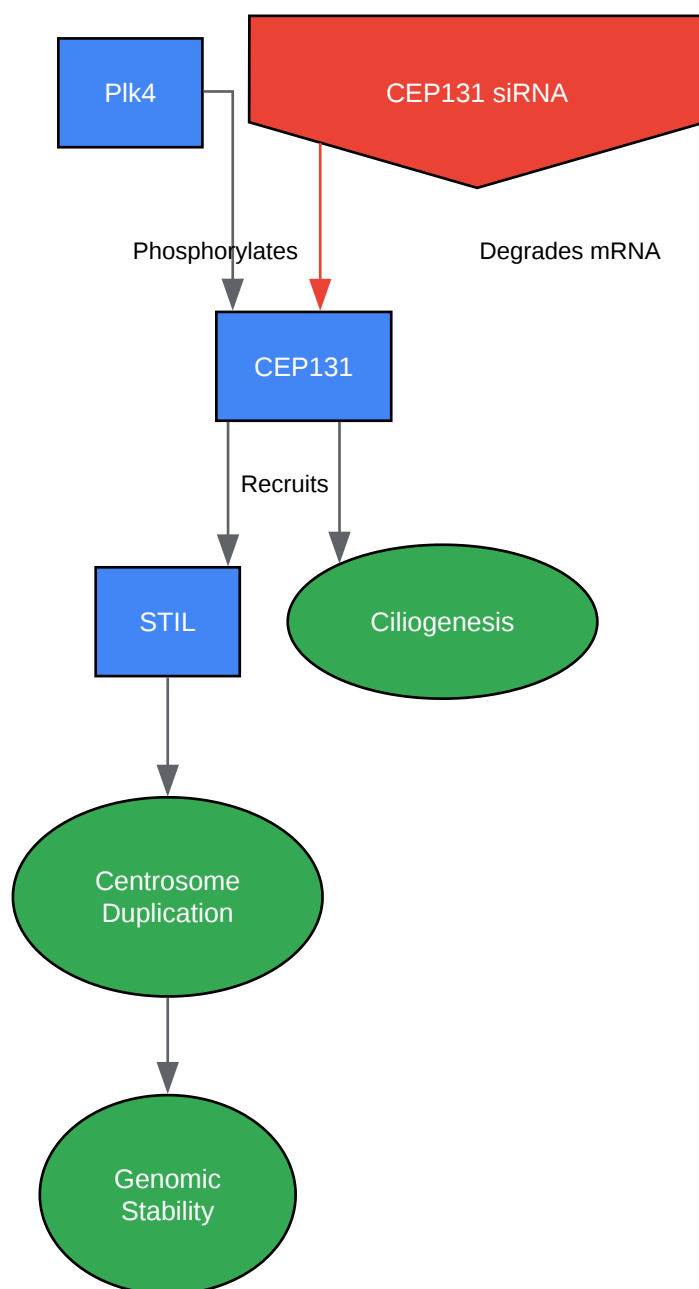 Plk4
CEP131 siRNA
Phosphorylates
Degrades mRNA
CEP131
Recruits
STIL
Ciliogenesis
Centrosome
Duplication
Genomic
Stability